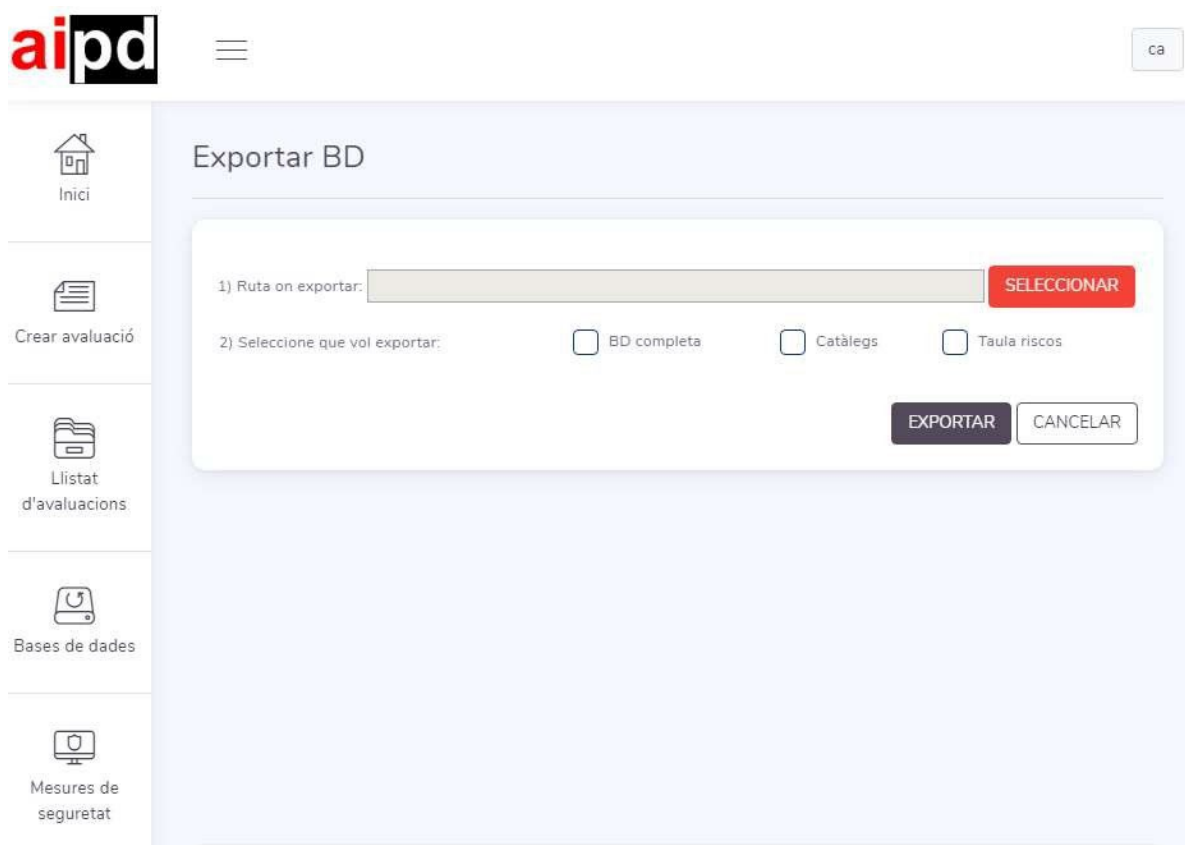 aipd
ca
Inici
Crear avaluació
Llistat
d'avaluacions
Bases de dades
Mesures de
seguretat
Exportar BD
1) Ruta on exportar:
SELECCIONAR
2) Seleccione que vol exportar:
BD completa
Catàlegs
Taula riscos
EXPORTAR
CANCELAR